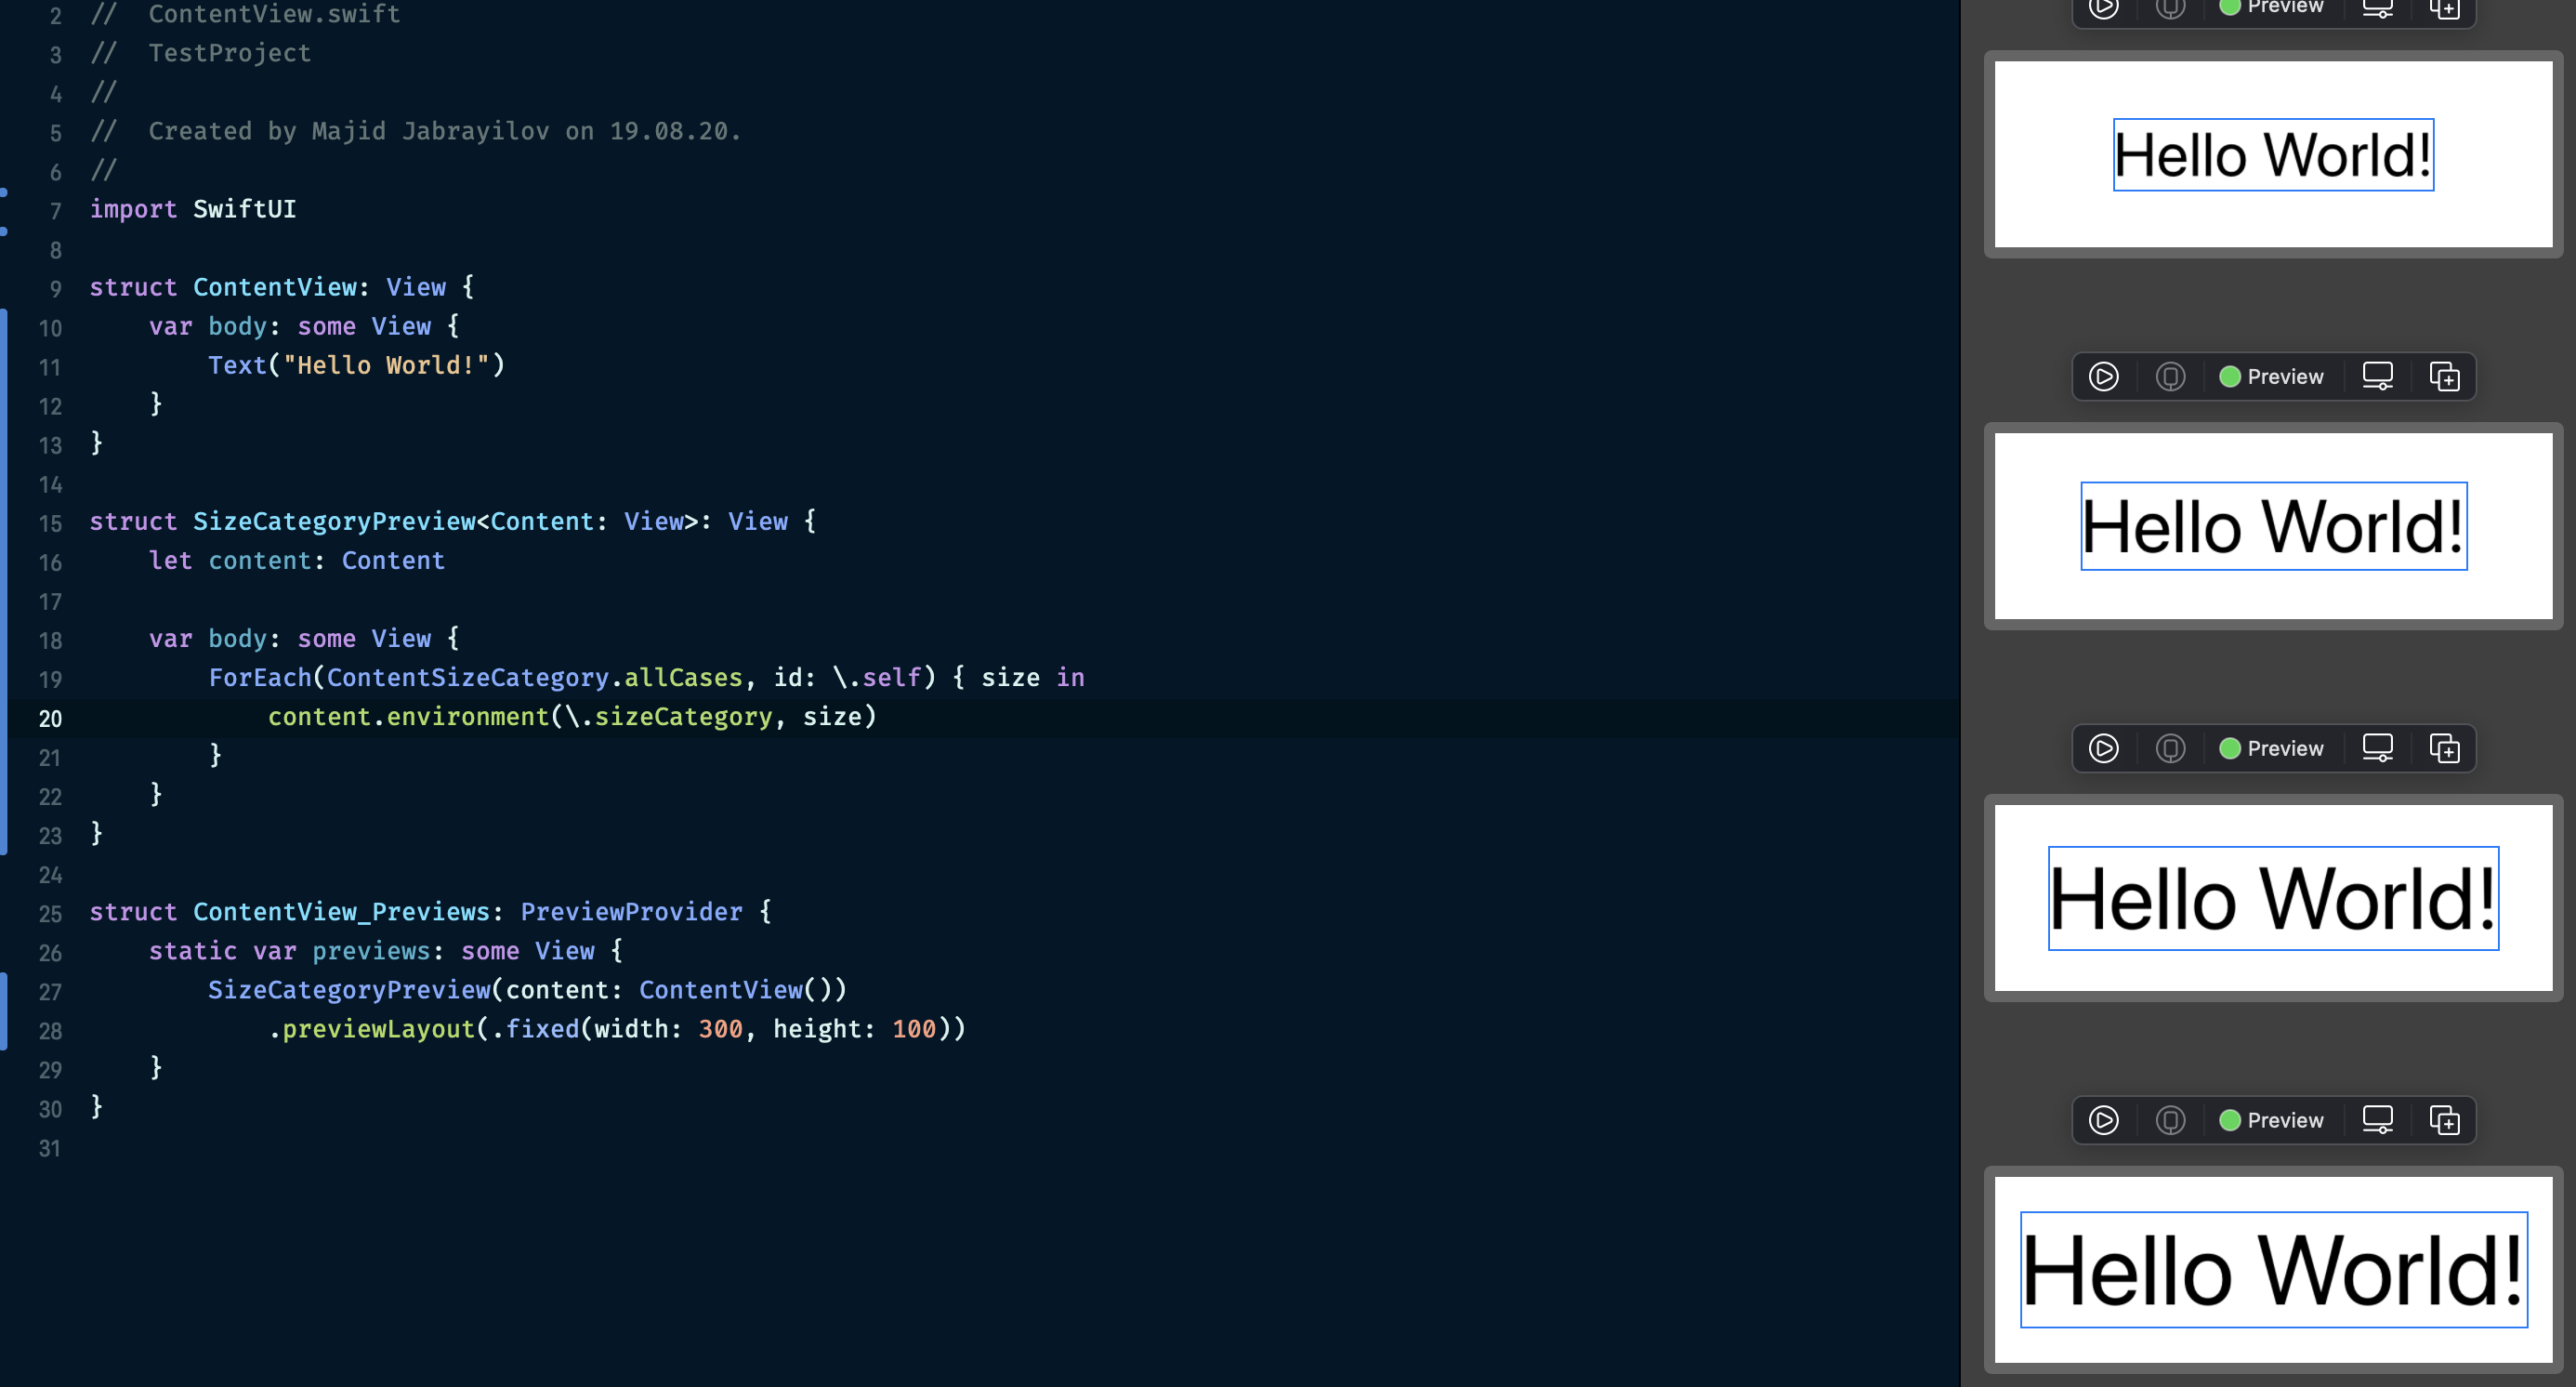 2 //  ContentView.swift
3 //  TestProject
4 //
5 //  Created by Majid Jabrayilov on 19.08.20.
6 //
7 import SwiftUI
8
9 struct ContentView: View {
10     var body: some View {
11         Text("Hello World!")
12     }
13 }
14
15 struct SizeCategoryPreview<Content: View>: View {
16     let content: Content
17
18     var body: some View {
19         ForEach(ContentSizeCategory.allCases, id: \.self) { size in
20             content.environment(\.sizeCategory, size)
21         }
22     }
23 }
24
25 struct ContentView_Previews: PreviewProvider {
26     static var previews: some View {
27         SizeCategoryPreview(content: ContentView())
28             .previewLayout(.fixed(width: 300, height: 100))
29     }
30 }
31
Preview
Hello World!
Preview
Hello World!
Preview
Hello World!
Preview
Hello World!